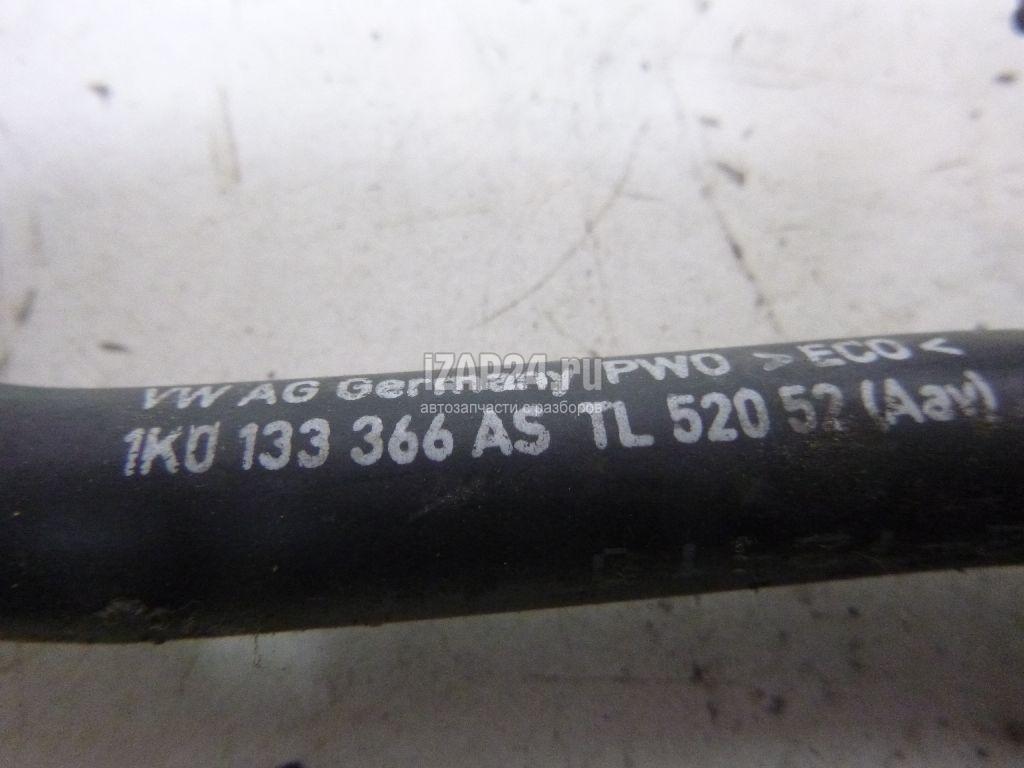 iZAP24.ru
VW AG Germany PWO >ECO<
автозапчасти с разборов
1K0 133 366 AS TL 520 52 (Aav)